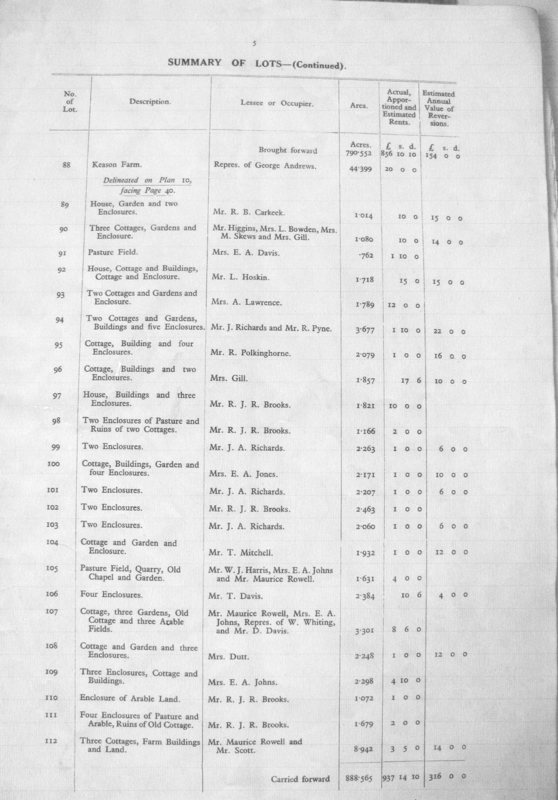 5
SUMMARY OF LOTS—(Continued).
No. of Lot. Description. Lessee or Occupier. Area. Actual, Apportioned and Estimated Rents. Estimated Annual Value of Reversions.
Acres. £ s. d. £ s. d.
Brought forward 790·552 856 10 10 154 0 0
88 Keason Farm. Repres. of George Andrews. 44·399 20 0 0
Delineated on Plan 10,
facing Page 40.
89 House, Garden and two
Enclosures. Mr. R. B. Carkeek. 1·014 10 0 15 0 0
90 Three Cottages, Gardens and Mr. Higgins, Mrs. L. Bowden, Mrs.
Enclosure. M. Skews and Mrs. Gill. 1·080 10 0 14 0 0
91 Pasture Field. Mrs. E. A. Davis. ·762 1 10 0
92 House, Cottage and Buildings,
Cottage and Enclosure. Mr. L. Hoskin. 1·718 15 0 15 0 0
93 Two Cottages and Gardens and
Enclosure. Mrs. A. Lawrence. 1·789 12 0 0
94 Two Cottages and Gardens,
Buildings and five Enclosures. Mr. J. Richards and Mr. R. Pyne. 3·677 1 10 0 22 0 0
95 Cottage, Building and four
Enclosures. Mr. R. Polkinghorne. 2·079 1 0 0 16 0 0
96 Cottage, Buildings and two
Enclosures. Mrs. Gill. 1·857 17 6 10 0 0
97 House, Buildings and three
Enclosures. Mr. R. J. R. Brooks. 1·821 10 0 0
98 Two Enclosures of Pasture and
Ruins of two Cottages. Mr. R. J. R. Brooks. 1·166 2 0 0
99 Two Enclosures. Mr. J. A. Richards. 2·263 1 0 0 6 0 0
100 Cottage, Buildings, Garden and
four Enclosures. Mrs. E. A. Jones. 2·171 1 0 0 10 0 0
101 Two Enclosures. Mr. J. A. Richards. 2·207 1 0 0 6 0 0
102 Two Enclosures. Mr. R. J. R. Brooks. 2·463 1 0 0
103 Two Enclosures. Mr. J. A. Richards. 2·060 1 0 0 6 0 0
104 Cottage and Garden and
Enclosure. Mr. T. Mitchell. 1·932 1 0 0 12 0 0
105 Pasture Field, Quarry, Old Mr. W. J. Harris, Mrs. E. A. Johns
Chapel and Garden. and Mr. Maurice Rowell. 1·631 4 0 0
106 Four Enclosures. Mr. T. Davis. 2·384 10 6 4 0 0
107 Cottage, three Gardens, Old Mr. Maurice Rowell, Mrs. E. A.
Cottage and three Arable Johns, Repres. of W. Whiting,
Fields. and Mr. D. Davis. 3·301 8 6 0
108 Cottage and Garden and three
Enclosures. Mrs. Dutt. 2·248 1 0 0 12 0 0
109 Three Enclosures, Cottage and
Buildings. Mrs. E. A. Johns. 2·298 4 10 0
110 Enclosure of Arable Land. Mr. R. J. R. Brooks. 1·072 1 0 0
111 Four Enclosures of Pasture and
Arable, Ruins of Old Cottage. Mr. R. J. R. Brooks. 1·679 2 0 0
112 Three Cottages, Farm Buildings Mr. Maurice Rowell and
and Land. Mr. Scott. 8·942 3 5 0 14 0 0
Carried forward 888·565 937 14 10 316 0 0